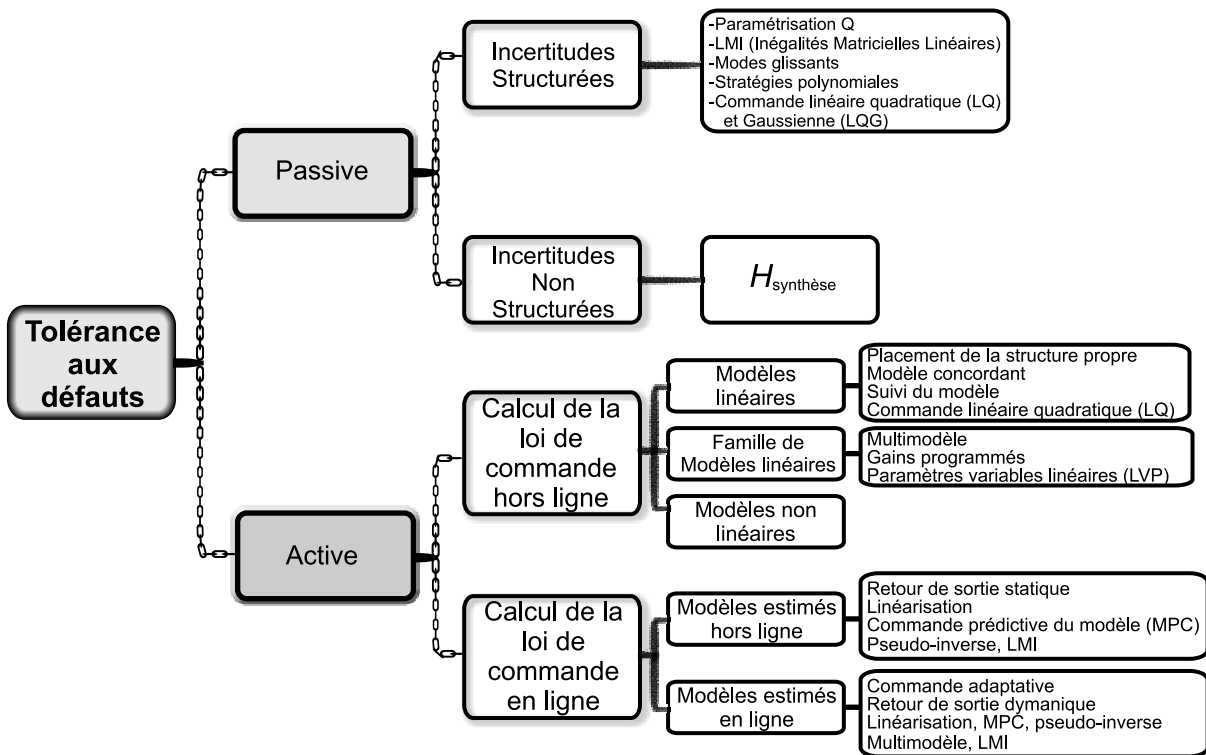 Tolérance
aux
défauts
Passive
Incertitudes
Structurées
-Paramétrisation Q
-LMI (Inégalités Matricielles Linéaires)
-Modes glissants
-Stratégies polynomiales
-Commande linéaire quadratique (LQ)
et Gaussienne (LQG)
Incertitudes
Non
Structurées
H synthèse
Active
Calcul de la
loi de
commande
hors ligne
Modèles
linéaires
Placement de la structure propre
Modèle concordant
Suivi du modèle
Commande linéaire quadratique (LQ)
Famille de
Modèles linéaires
Multimodèle
Gains programmés
Paramètres variables linéaires (LVP)
Modèles non
linéaires
Calcul de la
loi de
commande
en ligne
Modèles estimés
hors ligne
Retour de sortie statique
Linéarisation
Commande prédictive du modèle (MPC)
Pseudo-inverse, LMI
Modèles estimés
en ligne
Commande adaptative
Retour de sortie dymanique
Linéarisation, MPC, pseudo-inverse
Multimodèle, LMI